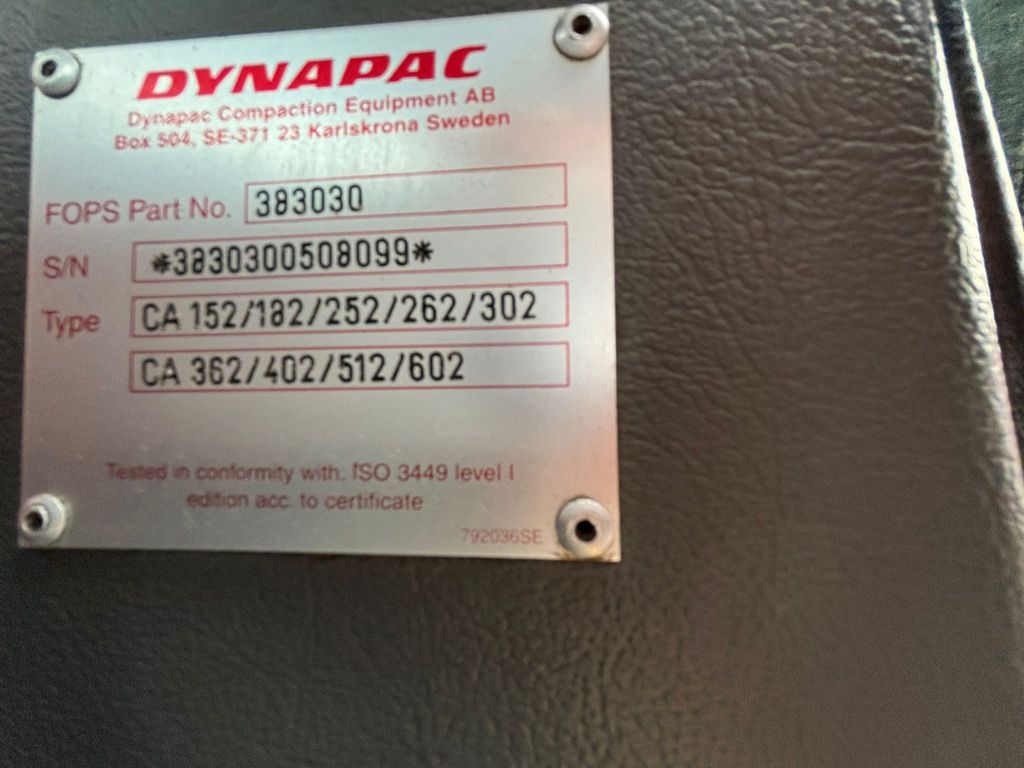 DYNAPAC
Dynapac Compaction Equipment AB
Box 504, SE-371 23 Karlskrona Sweden
FOPS Part No. 383030
S/N *3830300508099*
Type CA 152/182/252/262/302
CA 362/402/512/602
Tested in conformity with: ISO 3449 level I
edition acc. to certificate
792036SE